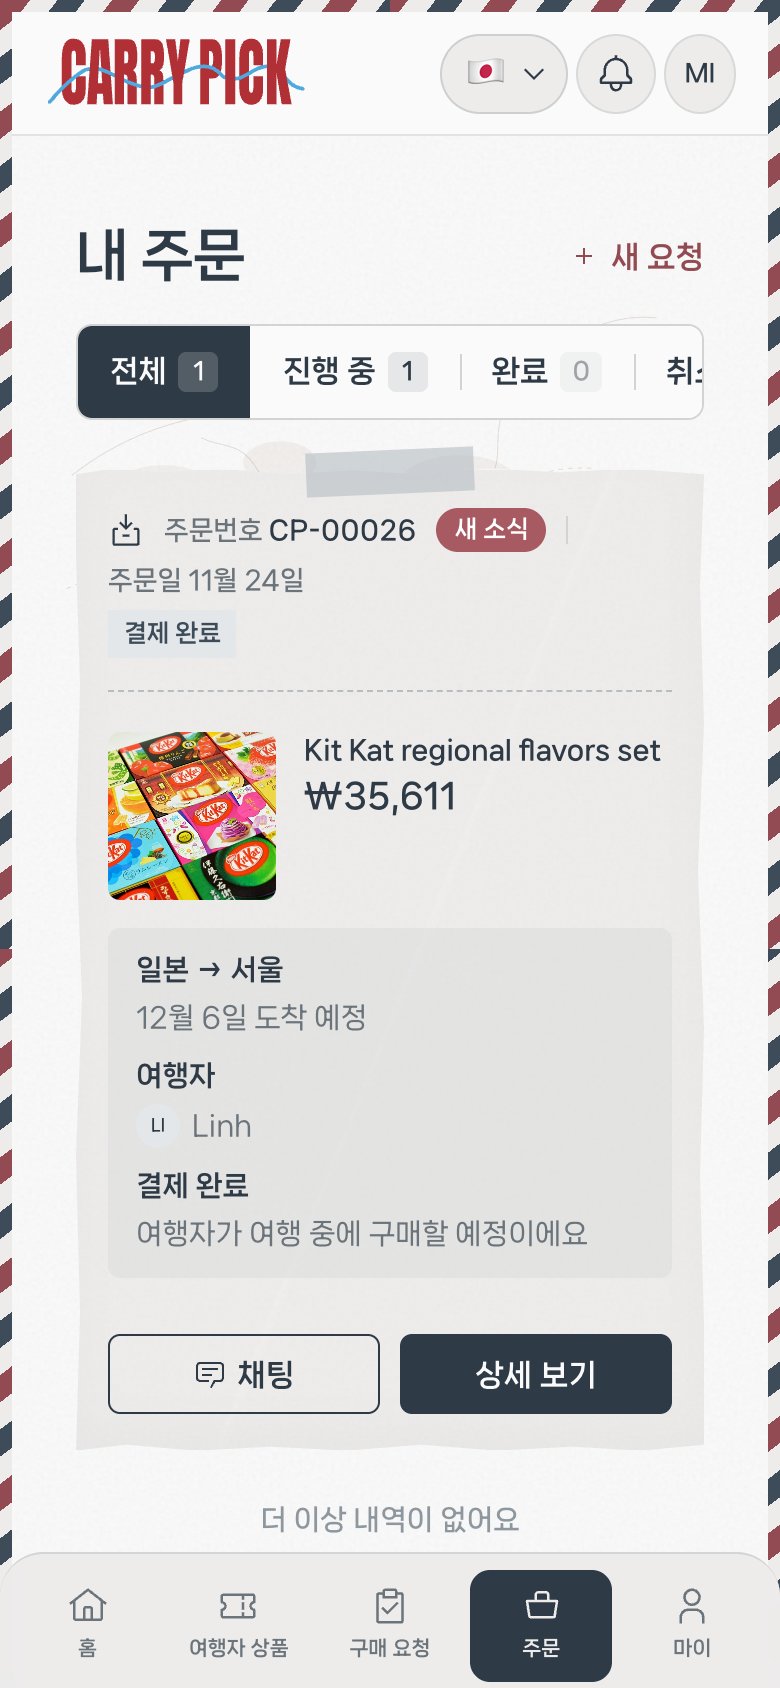 CARRY PICK
MI
내 주문
+ 새 요청
전체 1
진행 중 1
완료 0
주문번호 CP-00026 새 소식
주문일 11월 24일
결제 완료
Kit Kat regional flavors set
₩35,611
KitKat
KitKat
KitKat
KitKat
KitKat
일본 → 서울
12월 6일 도착 예정
여행자
LI Linh
결제 완료
여행자가 여행 중에 구매할 예정이에요
채팅
상세 보기
더 이상 내역이 없어요
홈
여행자 상품
구매 요청
주문
마이